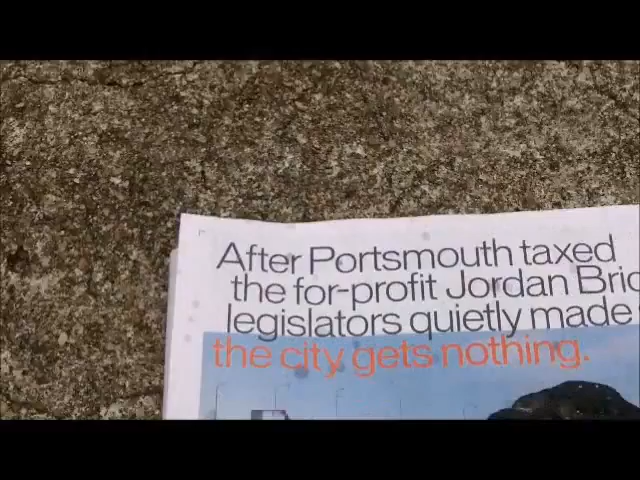 After Portsmouth taxed
the for-profit Jordan
legislators quietly made
the city gets nothing.